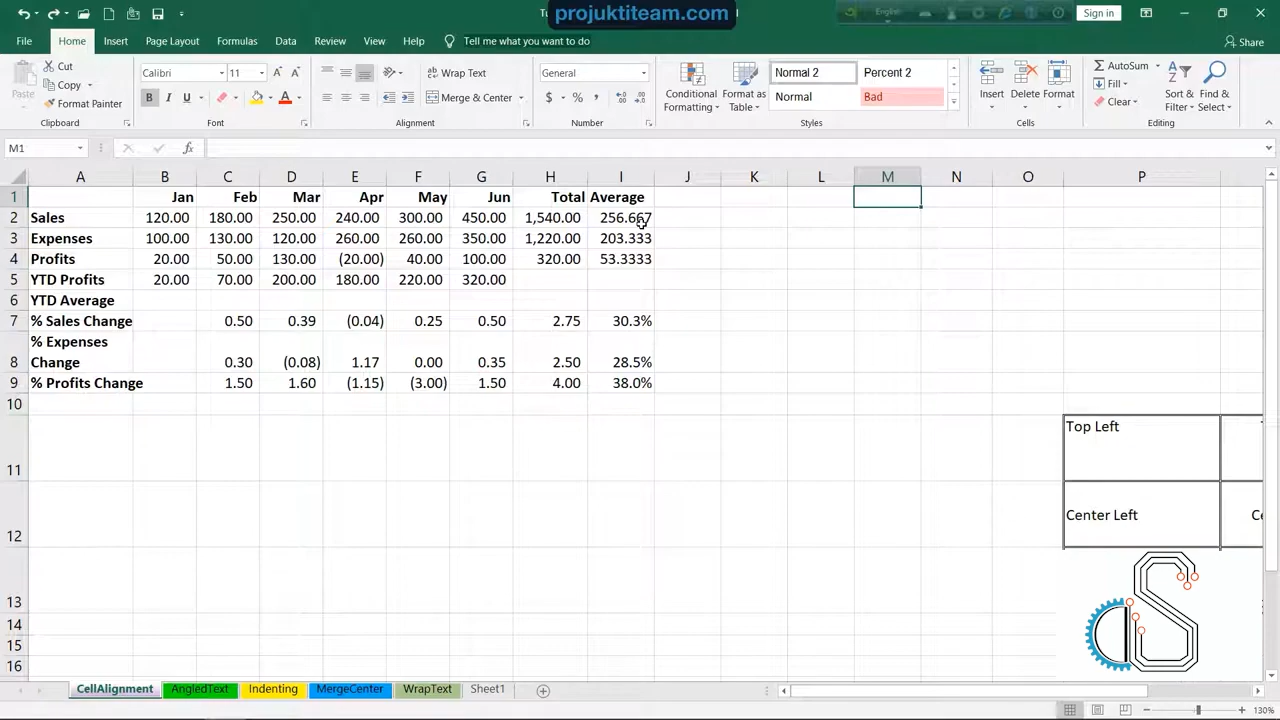 projuktiteam.com
English
Sign in
File Home Insert Page Layout Formulas Data Review View Help Tell me what you want to do Share
Paste
Cut
Copy
Format Painter
Clipboard
Calibri 11
B I U
Font
Wrap Text
Merge & Center
Alignment
General
$ % ,
Number
Conditional Formatting
Format as Table
Normal 2 Percent 2
Normal Bad
Styles
Insert Delete Format
Cells
AutoSum
Fill
Clear
Sort & Filter
Find & Select
Editing
M1 fx
A B C D E F G H I J K L M N O P
1 Jan Feb Mar Apr May Jun Total Average
2 Sales 120.00 180.00 250.00 240.00 300.00 450.00 1,540.00 256.667
3 Expenses 100.00 130.00 120.00 260.00 260.00 350.00 1,220.00 203.333
4 Profits 20.00 50.00 130.00 (20.00) 40.00 100.00 320.00 53.3333
5 YTD Profits 20.00 70.00 200.00 180.00 220.00 320.00
6 YTD Average
7 % Sales Change 0.50 0.39 (0.04) 0.25 0.50 2.75 30.3%
% Expenses
8 Change 0.30 (0.08) 1.17 0.00 0.35 2.50 28.5%
9 % Profits Change 1.50 1.60 (1.15) (3.00) 1.50 4.00 38.0%
10
Top Left
11
Center Left
12
13
14
15
16
CellAlignment AngledText Indenting MergeCenter WrapText Sheet1
130%